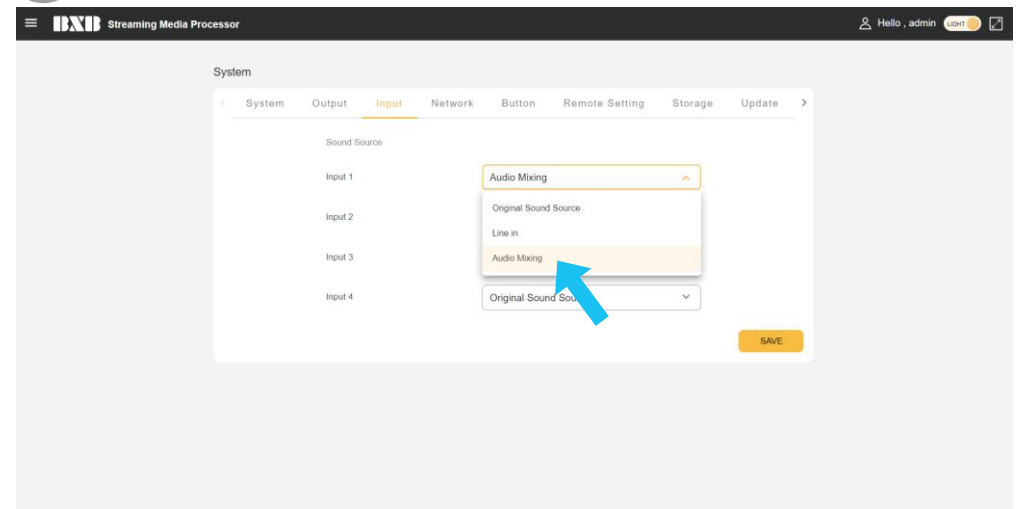 BXB Streaming Media Processor Hello , admin LIGHT
System
System Output Input Network Button Remote Setting Storage Update
Sound Source
Input 1 Audio Mixing
Original Sound Source
Input 2
Line in
Input 3 Audio Mixing
Input 4 Original Sound
SAVE